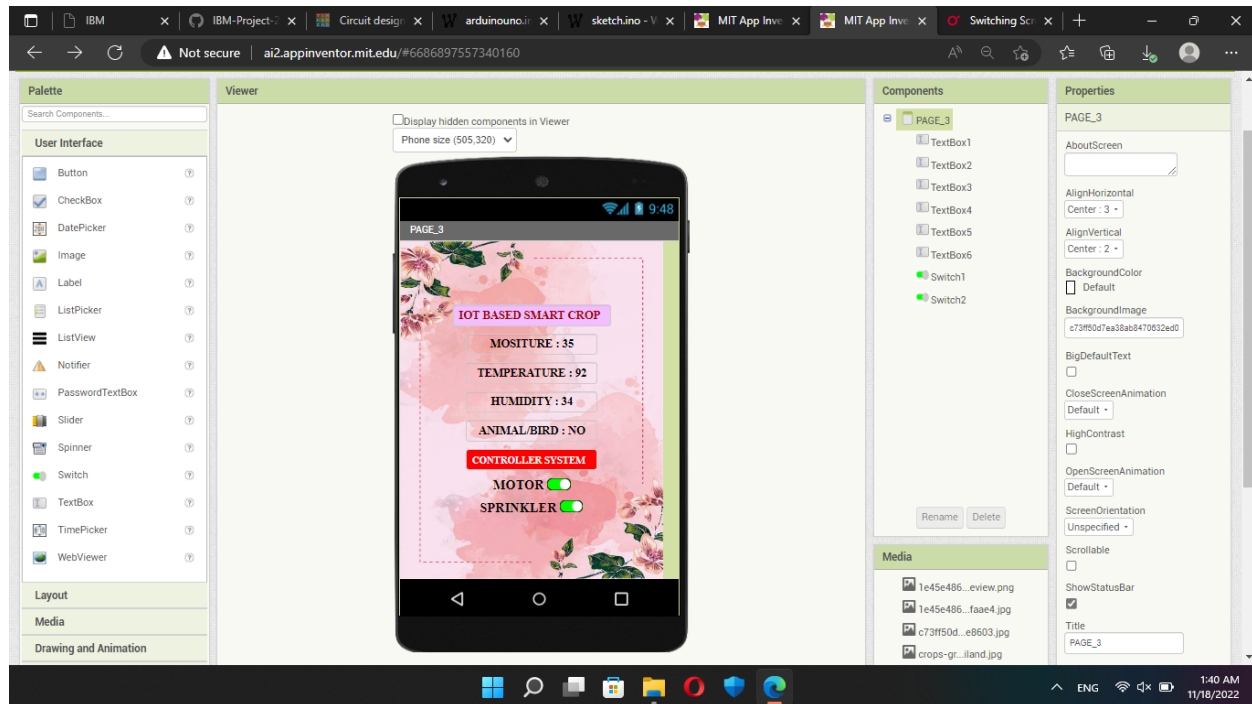 IBM
IBM-Project-2
Circuit design
arduinouno.ir
sketch.ino - W
MIT App Inve
MIT App Inve
Switching Scr
Not secure
ai2.appinventor.mit.edu/#6686897557340160
Palette
Search Components...
User Interface
Button
CheckBox
DatePicker
Image
Label
ListPicker
ListView
Notifier
PasswordTextBox
Slider
Spinner
Switch
TextBox
TimePicker
WebViewer
Layout
Media
Drawing and Animation
Viewer
Display hidden components in Viewer
Phone size (505,320)
9:48
PAGE_3
IOT BASED SMART CROP
MOSITURE : 35
TEMPERATURE : 92
HUMIDITY : 34
ANIMAL/BIRD : NO
CONTROLLER SYSTEM
MOTOR
SPRINKLER
Components
PAGE_3
TextBox1
TextBox2
TextBox3
TextBox4
TextBox5
TextBox6
Switch1
Switch2
Rename Delete
Media
1e45e486...eview.png
1e45e486...faae4.jpg
c73ff50d...e8603.jpg
crops-gr...iland.jpg
Properties
PAGE_3
AboutScreen
AlignHorizontal
Center : 3
AlignVertical
Center : 2
BackgroundColor
Default
BackgroundImage
c73ff50d7ea38ab8470632ed0
BigDefaultText
CloseScreenAnimation
Default
HighContrast
OpenScreenAnimation
Default
ScreenOrientation
Unspecified
Scrollable
ShowStatusBar
Title
PAGE_3
ENG
1:40 AM
11/18/2022